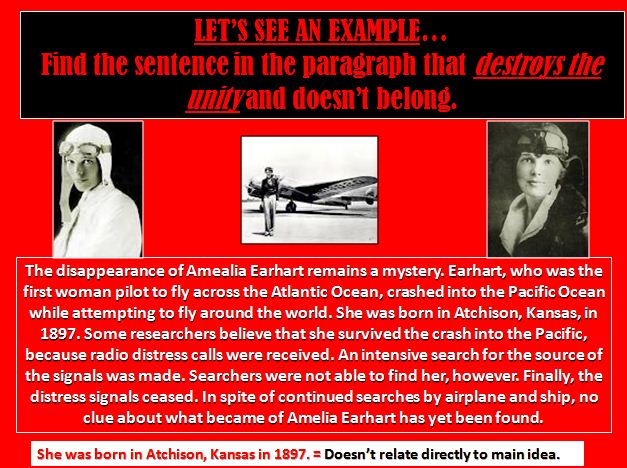 LET'S SEE AN EXAMPLE…
Find the sentence in the paragraph that destroys the
unity and doesn't belong.
The disappearance of Amealia Earhart remains a mystery. Earhart, who was the
first woman pilot to fly across the Atlantic Ocean, crashed into the Pacific Ocean
while attempting to fly around the world. She was born in Atchison, Kansas, in
1897. Some researchers believe that she survived the crash into the Pacific,
because radio distress calls were received. An intensive search for the source of
the signals was made. Searchers were not able to find her, however. Finally, the
distress signals ceased. In spite of continued searches by airplane and ship, no
clue about what became of Amelia Earhart has yet been found.
She was born in Atchison, Kansas in 1897. = Doesn't relate directly to main idea.